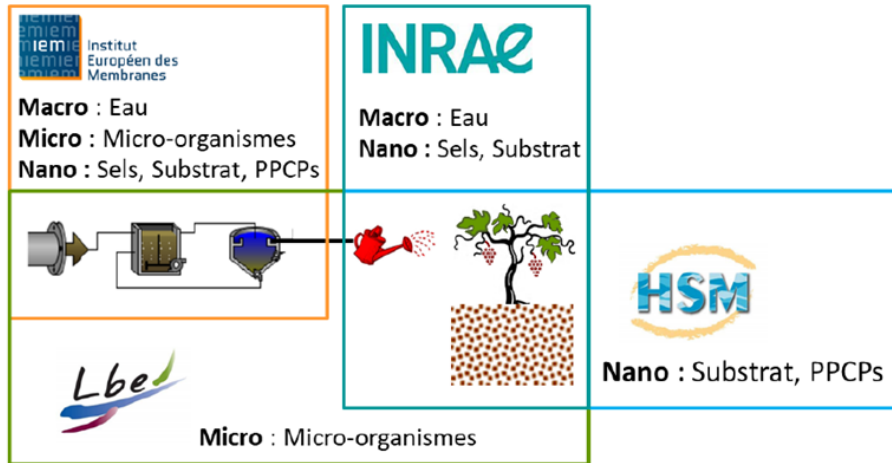 iem
Institut
Européen des
Membranes
Macro : Eau
Micro : Micro-organismes
Nano : Sels, Substrat, PPCPs
INRAE
Macro : Eau
Nano : Sels, Substrat
HSM
Nano : Substrat, PPCPs
Lbe
Micro : Micro-organismes